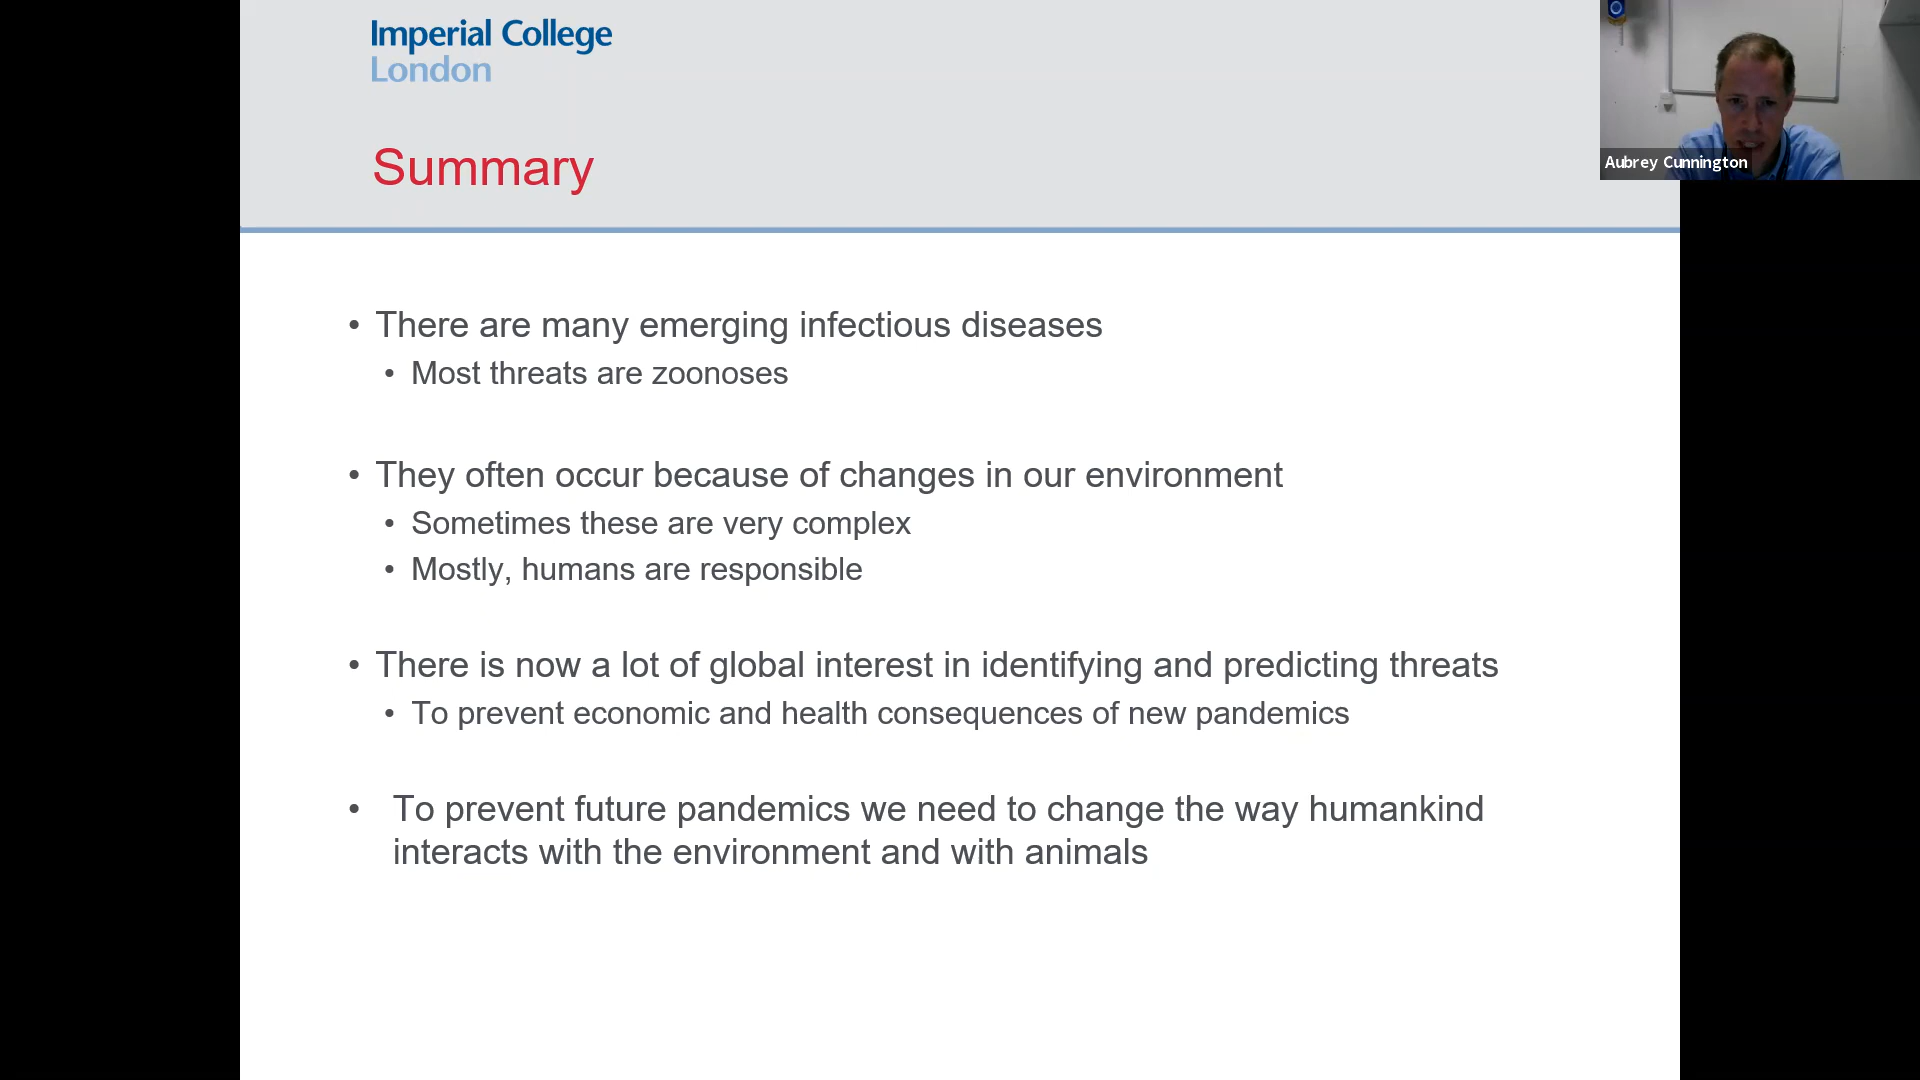 Imperial College
London
Aubrey Cunnington
Summary
• There are many emerging infectious diseases
• Most threats are zoonoses
• They often occur because of changes in our environment
• Sometimes these are very complex
• Mostly, humans are responsible
• There is now a lot of global interest in identifying and predicting threats
• To prevent economic and health consequences of new pandemics
• To prevent future pandemics we need to change the way humankind
interacts with the environment and with animals